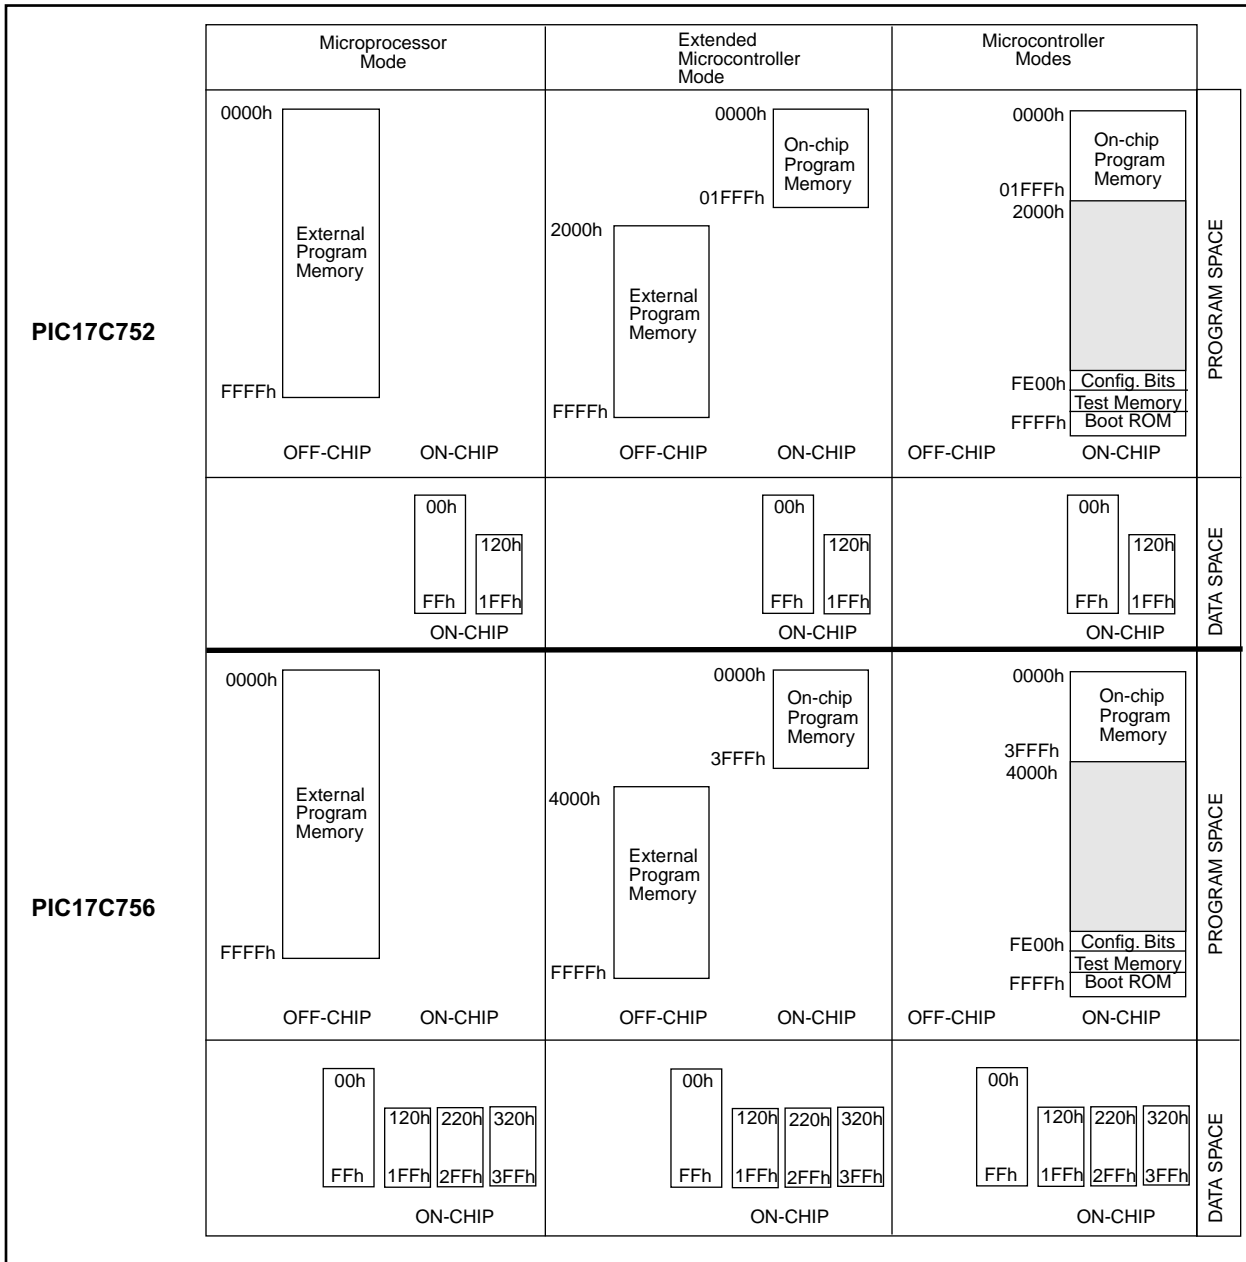 Microprocessor
Mode
Extended
Microcontroller
Mode
Microcontroller
Modes
PIC17C752
0000h
External
Program
Memory
FFFFh
OFF-CHIP ON-CHIP
0000h
On-chip
Program
Memory
01FFFh
2000h
External
Program
Memory
FFFFh
OFF-CHIP ON-CHIP
0000h
On-chip
Program
Memory
01FFFh
2000h
FE00h Config. Bits
Test Memory
FFFFh Boot ROM
OFF-CHIP ON-CHIP
PROGRAM SPACE
00h
120h
FFh 1FFh
ON-CHIP
00h
120h
FFh 1FFh
ON-CHIP
00h
120h
FFh 1FFh
ON-CHIP
DATA SPACE
PIC17C756
0000h
External
Program
Memory
FFFFh
OFF-CHIP ON-CHIP
0000h
On-chip
Program
Memory
3FFFh
4000h
External
Program
Memory
FFFFh
OFF-CHIP ON-CHIP
0000h
On-chip
Program
Memory
3FFFh
4000h
FE00h Config. Bits
Test Memory
FFFFh Boot ROM
OFF-CHIP ON-CHIP
PROGRAM SPACE
00h
120h 220h 320h
FFh 1FFh 2FFh 3FFh
ON-CHIP
00h
120h 220h 320h
FFh 1FFh 2FFh 3FFh
ON-CHIP
00h
120h 220h 320h
FFh 1FFh 2FFh 3FFh
ON-CHIP
DATA SPACE